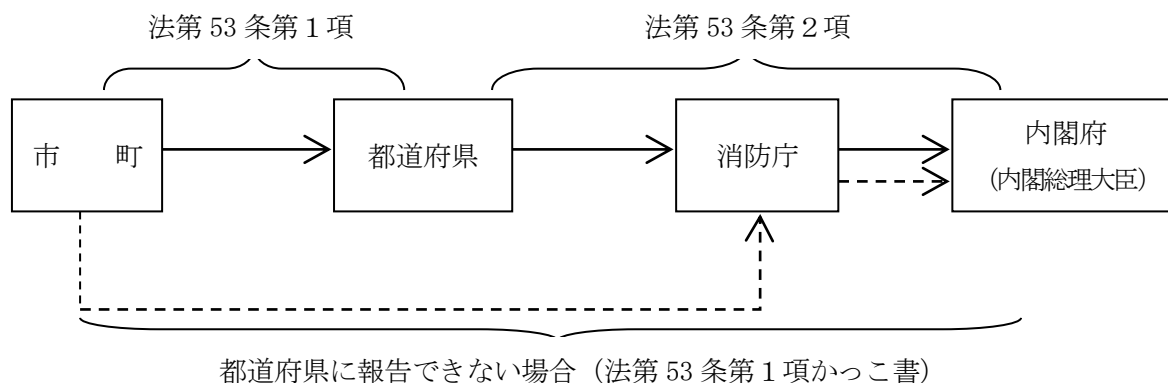 法第 53 条第１項
法第 53 条第２項
市　　町
都道府県
消防庁
内閣府
（内閣総理大臣）
都道府県に報告できない場合（法第 53 条第１項かっこ書）